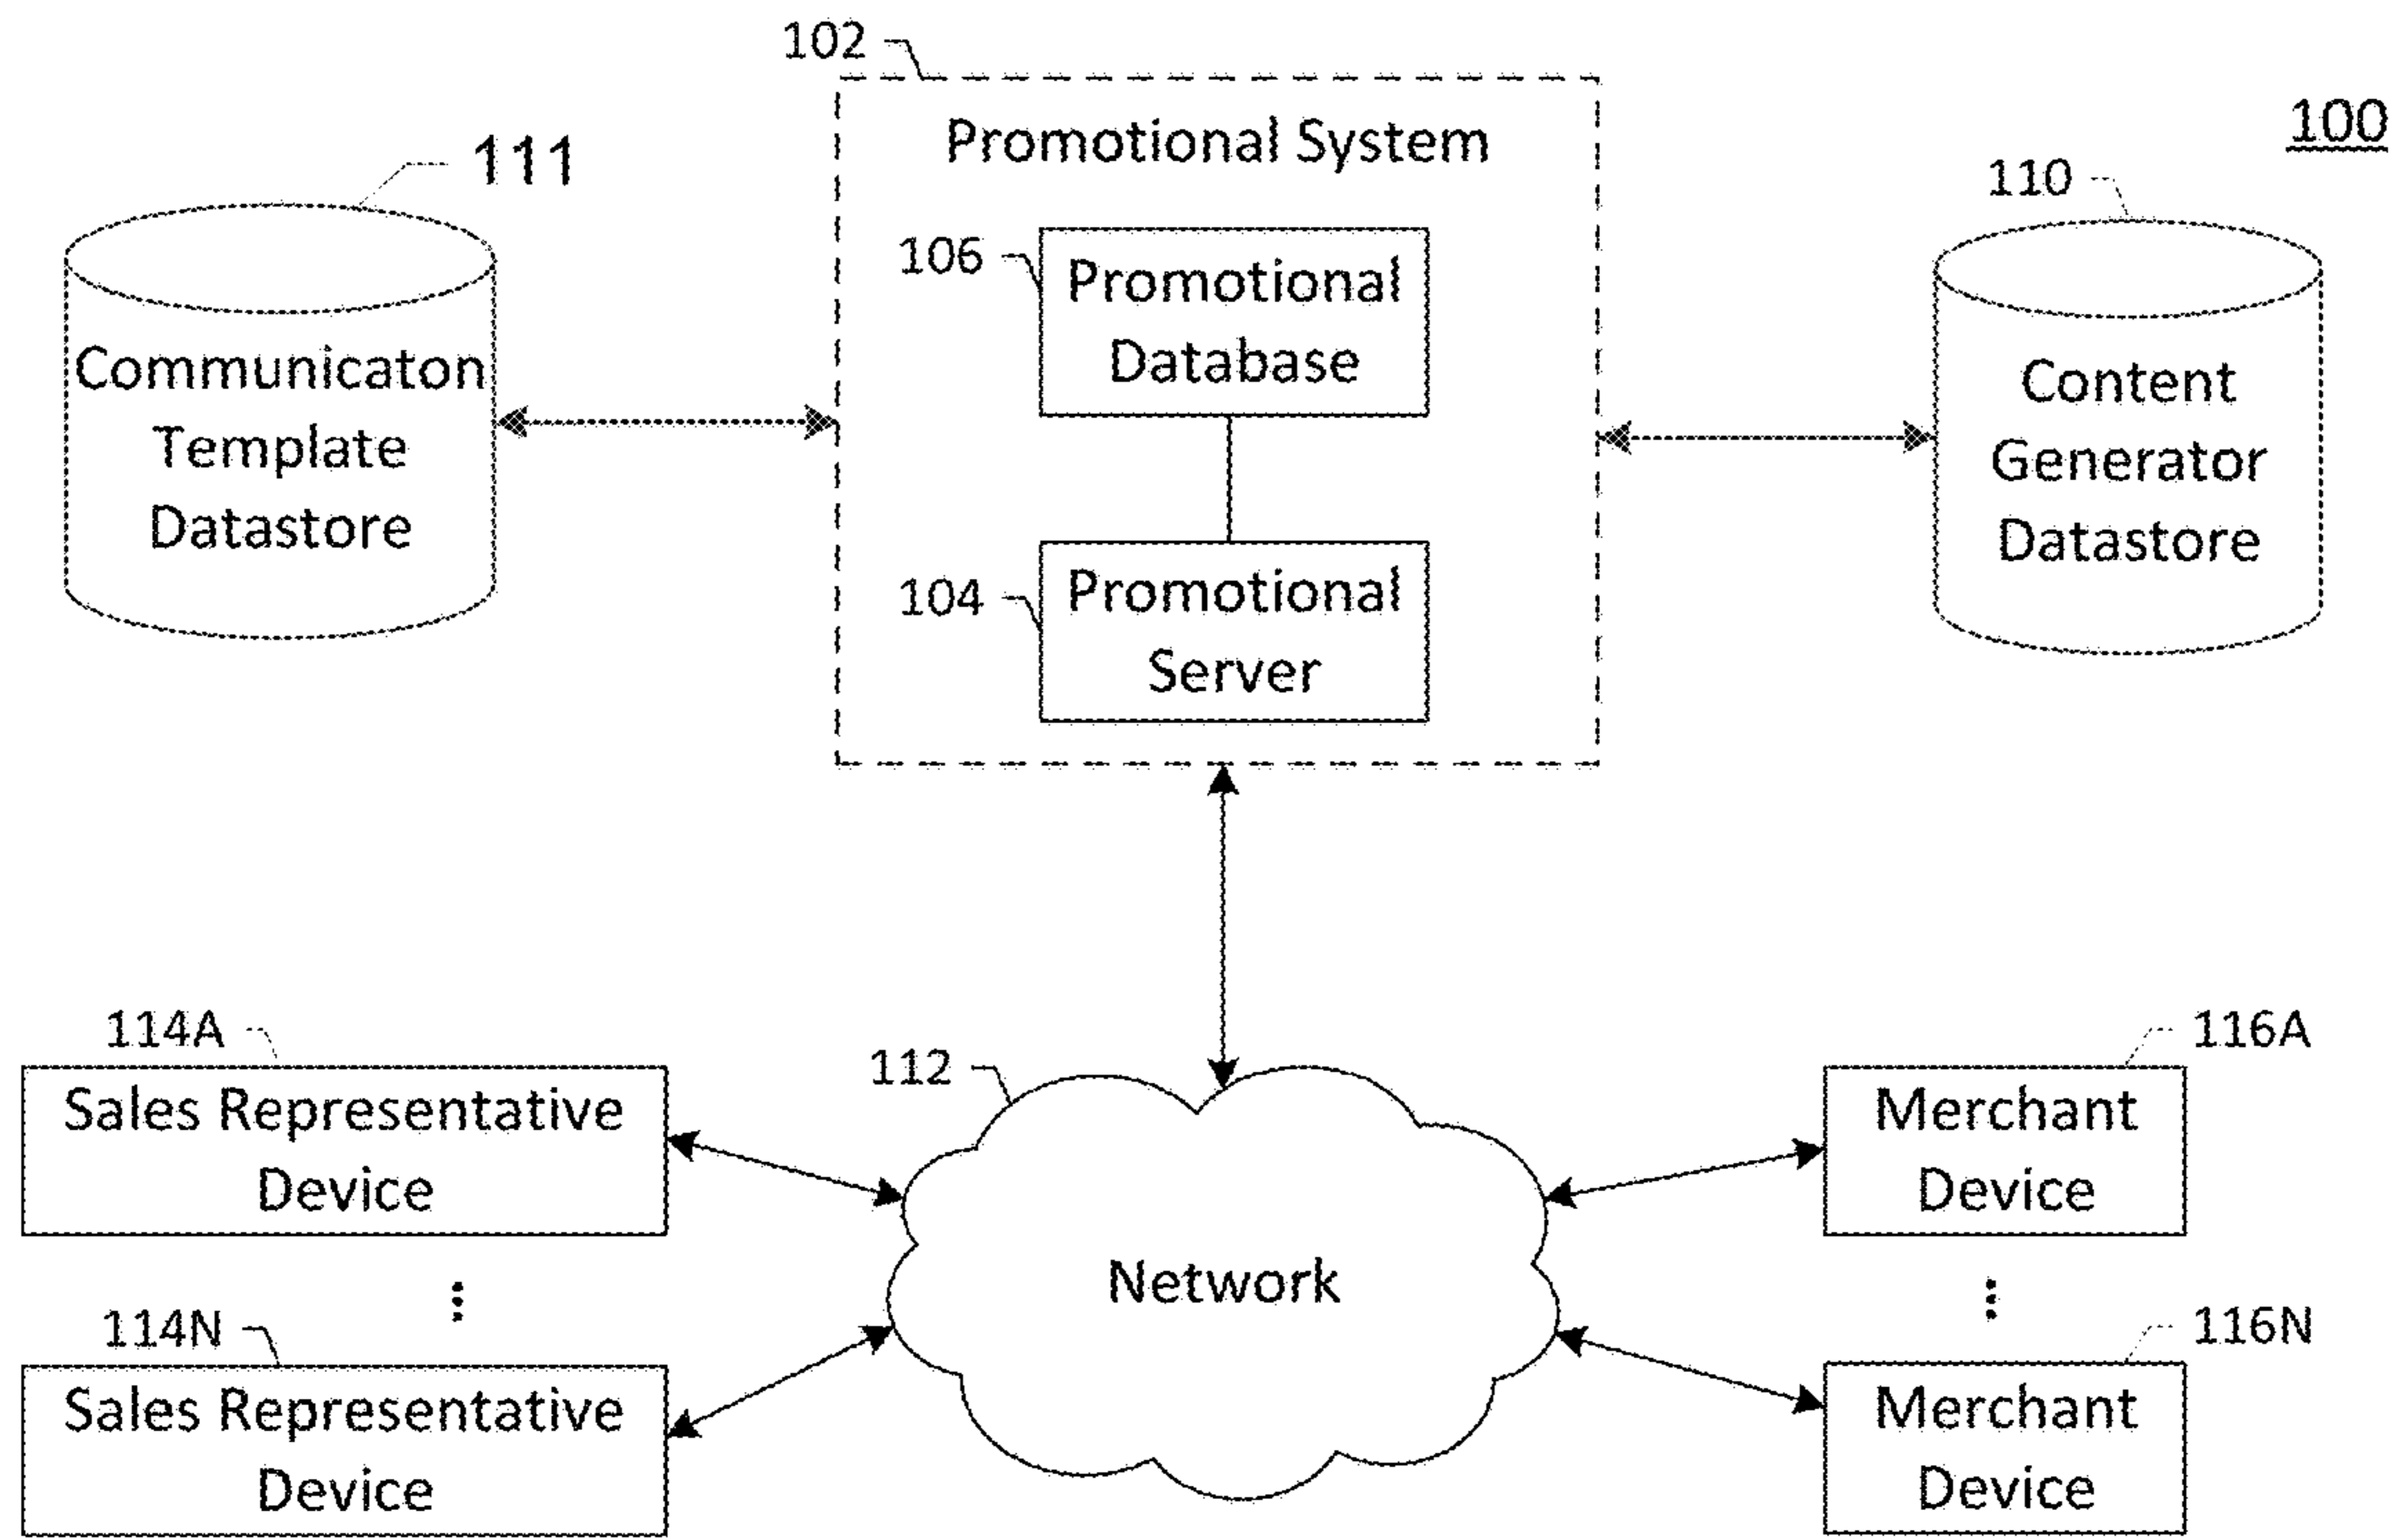 102
Promotional System
100
111
110
106
Promotional
Database
Communicaton
Template
Datastore
Content
Generator
Datastore
104
Promotional
Server
114A
Sales Representative
Device
112
116A
Merchant
Device
Network
114N
Sales Representative
Device
116N
Merchant
Device